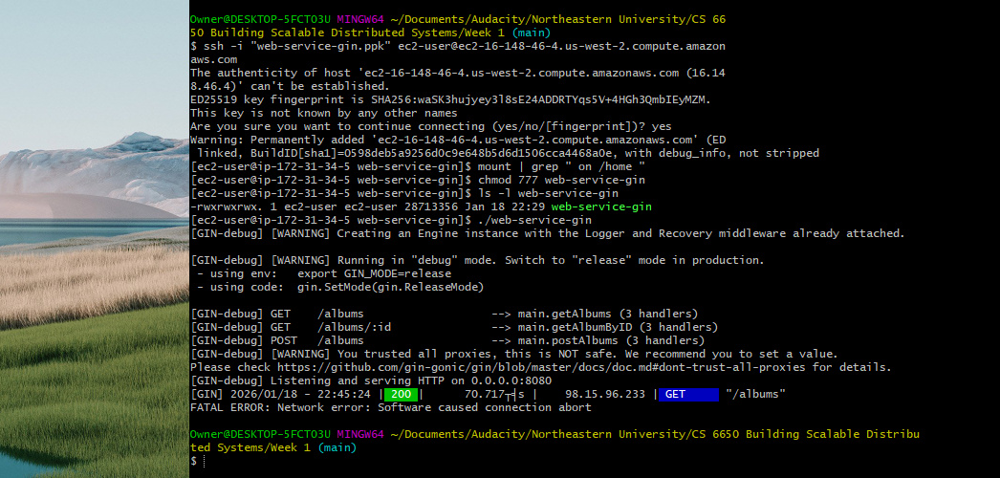 Owner@DESKTOP-5FCT03U MINGW64 ~/Documents/Audacity/Northeastern University/CS 66
50 Building Scalable Distributed Systems/Week 1 (main)
$ ssh -i "web-service-gin.ppk" ec2-user@ec2-16-148-46-4.us-west-2.compute.amazon
aws.com
The authenticity of host 'ec2-16-148-46-4.us-west-2.compute.amazonaws.com (16.14
8.46.4)' can't be established.
ED25519 key fingerprint is SHA256:waSK3hujyey3l8sE24ADDRTYqs5V+4HGh3QmbIEyMZM.
This key is not known by any other names
Are you sure you want to continue connecting (yes/no/[fingerprint])? yes
Warning: Permanently added 'ec2-16-148-46-4.us-west-2.compute.amazonaws.com' (ED
 linked, BuildID[sha1]=0598deb5a9256d0c9e648b5d6d1506cca4468a0e, with debug_info, not stripped
[ec2-user@ip-172-31-34-5 web-service-gin]$ mount | grep " on /home "
[ec2-user@ip-172-31-34-5 web-service-gin]$ chmod 777 web-service-gin
[ec2-user@ip-172-31-34-5 web-service-gin]$ ls -l web-service-gin
-rwxrwxrwx. 1 ec2-user ec2-user 28713356 Jan 18 22:29 web-service-gin
[ec2-user@ip-172-31-34-5 web-service-gin]$ ./web-service-gin
[GIN-debug] [WARNING] Creating an Engine instance with the Logger and Recovery middleware already attached.

[GIN-debug] [WARNING] Running in "debug" mode. Switch to "release" mode in production.
 - using env:   export GIN_MODE=release
 - using code:  gin.SetMode(gin.ReleaseMode)

[GIN-debug] GET    /albums                   --> main.getAlbums (3 handlers)
[GIN-debug] GET    /albums/:id               --> main.getAlbumByID (3 handlers)
[GIN-debug] POST   /albums                   --> main.postAlbums (3 handlers)
[GIN-debug] [WARNING] You trusted all proxies, this is NOT safe. We recommend you to set a value.
Please check https://github.com/gin-gonic/gin/blob/master/docs/doc.md#dont-trust-all-proxies for details.
[GIN-debug] Listening and serving HTTP on 0.0.0.0:8080
[GIN] 2026/01/18 - 22:45:24 | 200 |      70.717┬╡s |    98.15.96.233 | GET      "/albums"
FATAL ERROR: Network error: Software caused connection abort

Owner@DESKTOP-5FCT03U MINGW64 ~/Documents/Audacity/Northeastern University/CS 6650 Building Scalable Distribu
ted Systems/Week 1 (main)
$